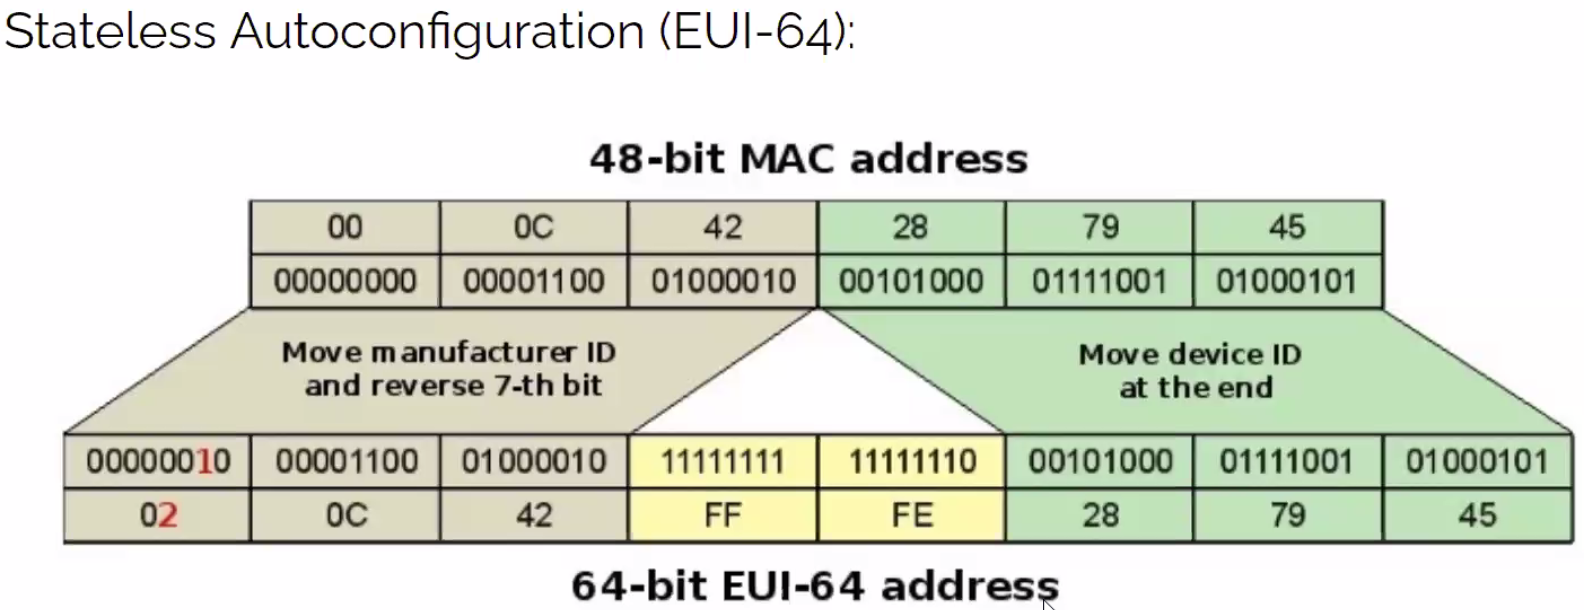 Stateless Autoconfiguration (EUI-64):
48-bit MAC address
00 0C 42 28 79 45
00000000 00001100 01000010 00101000 01111001 01000101
Move manufacturer ID
and reverse 7-th bit
Move device ID
at the end
00000010 00001100 01000010 11111111 11111110 00101000 01111001 01000101
02 0C 42 FF FE 28 79 45
64-bit EUI-64 address